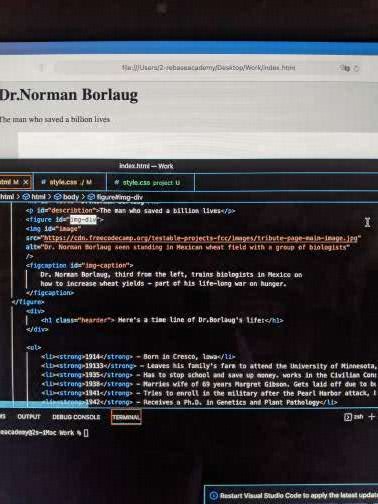 file:///Users/2-rebaseacademy/Desktop/Work/index.htm
Dr.Norman Borlaug
The man who saved a billion lives
index.html — Work
tml M X
# style.css ./ M
# style.css project U
html > html > body > figure#img-div
<p id="describtion">The man who saved a billion lives</p>
<figure id="img-div">
<img id="image"
src="https://cdn.freecodecamp.org/testable-projects-fcc/images/tribute-page-main-image.jpg"
alt="Dr. Norman Borlaug seen standing in Mexican wheat field with a group of biologists"
/>
<figcaption id="img-caption">
Dr. Norman Borlaug, third from the left, trains biologists in Mexico on
how to increase wheat yields - part of his life-long war on hunger.
</figcaption>
</figure>
<div>
<h1 class="hearder"> Here's a time line of Dr.Borlaug's life:</h1>
</div>
<ul>
<li><strong>1914</strong> - Born in Cresco, Iawa</li>
<li><strong>19133</strong> - Leaves his family's farm to attend the University of Minnesota,
<li><strong>1935</strong> - Has to stop school and save up money. works in the Civilian Cons
<li><strong>1938</strong> - Marries wife of 69 years Margret Gibson. Gets laid off due to bu
<li><strong>1941</strong> - Tries to enroll in the military after the Pearl Harbor attack,
<li><strong>1942</strong> - Receives a Ph.D. in Genetics and Plant Pathology</li>
MS OUTPUT DEBUG CONSOLE TERMINAL
zsh +
eacademy@2s-iMac Work %
Restart Visual Studio Code to apply the latest updat